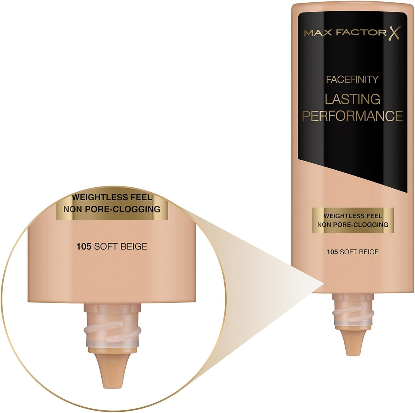 MAX FACTOR X
FACEFINITY
LASTING
PERFORMANCE
WEIGHTLESS FEEL
NON PORE-CLOGGING
105 SOFT BEIGE
WEIGHTLESS FEEL
NON PORE-CLOGGING
105 SOFT BEIGE